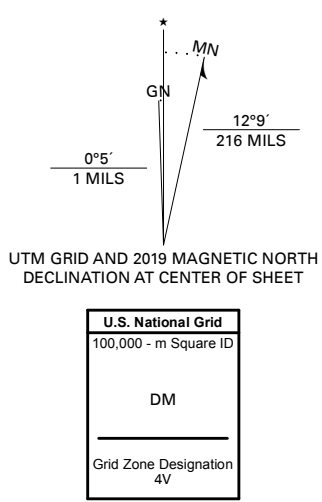 MN
GN
12°9´
216 MILS
0°5´
1 MILS
UTM GRID AND 2019 MAGNETIC NORTH
DECLINATION AT CENTER OF SHEET
U.S. National Grid
100,000 - m Square ID
DM
Grid Zone Designation
4V